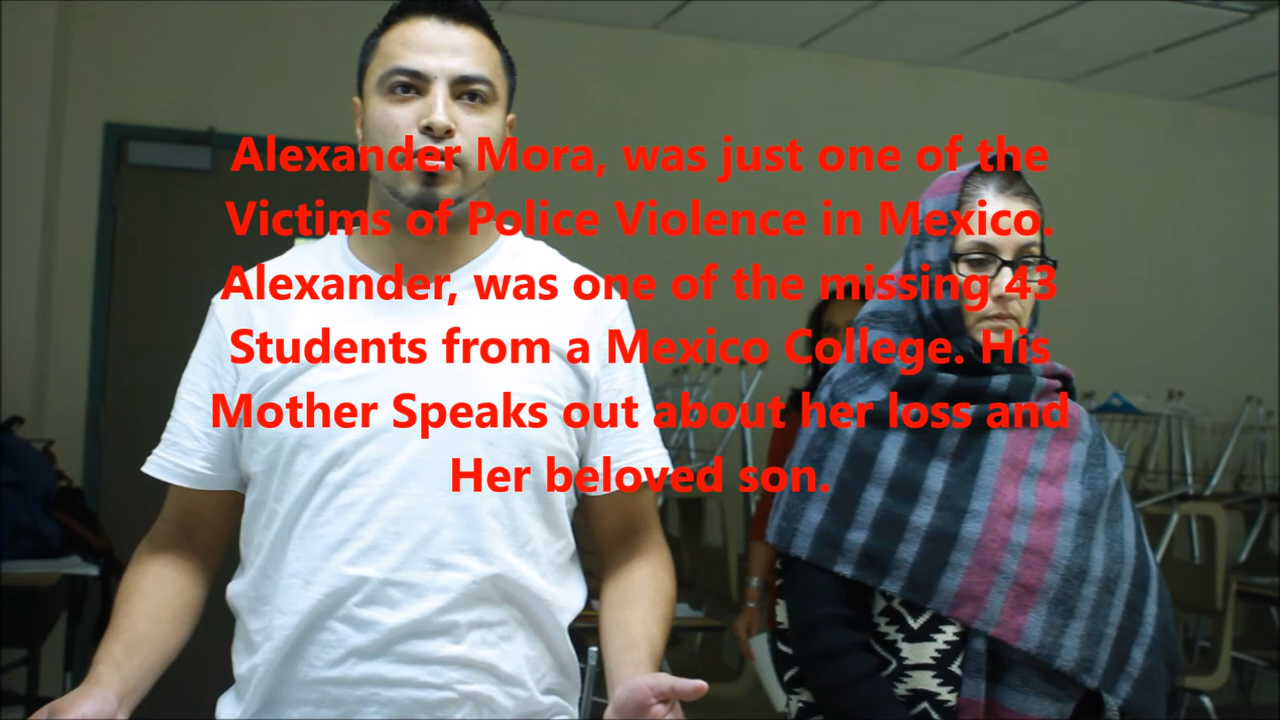 Alexander Mora, was just one of the
Victims of Police Violence in Mexico.
Alexander, was one of the missing 43
Students from a Mexico College. His
Mother Speaks out about her loss and
Her beloved son.